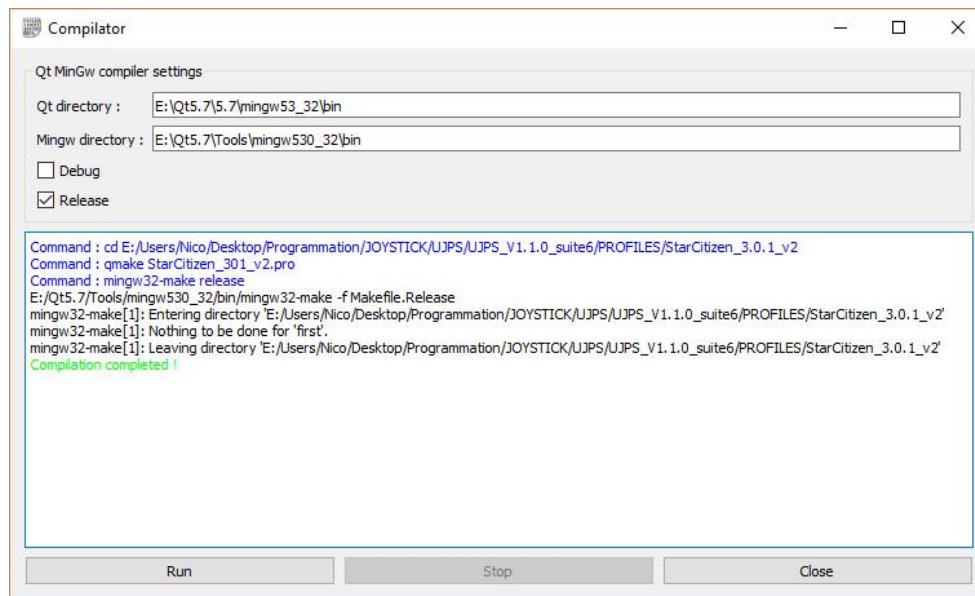 Compilator
Qt MinGw compiler settings
Qt directory : E:\Qt5.7\5.7\mingw53_32\bin
Mingw directory : E:\Qt5.7\Tools\mingw530_32\bin
Debug
Release
Command : cd E:/Users/Nico/Desktop/Programmation/JOYSTICK/UJPS/UJPS_V1.1.0_suite6/PROFILES/StarCitizen_3.0.1_v2
Command : qmake StarCitizen_301_v2.pro
Command : mingw32-make release
E:/Qt5.7/Tools/mingw530_32/bin/mingw32-make -f Makefile.Release
mingw32-make[1]: Entering directory 'E:/Users/Nico/Desktop/Programmation/JOYSTICK/UJPS/UJPS_V1.1.0_suite6/PROFILES/StarCitizen_3.0.1_v2'
mingw32-make[1]: Nothing to be done for 'first'.
mingw32-make[1]: Leaving directory 'E:/Users/Nico/Desktop/Programmation/JOYSTICK/UJPS/UJPS_V1.1.0_suite6/PROFILES/StarCitizen_3.0.1_v2'
Compilation completed !
Run Stop Close